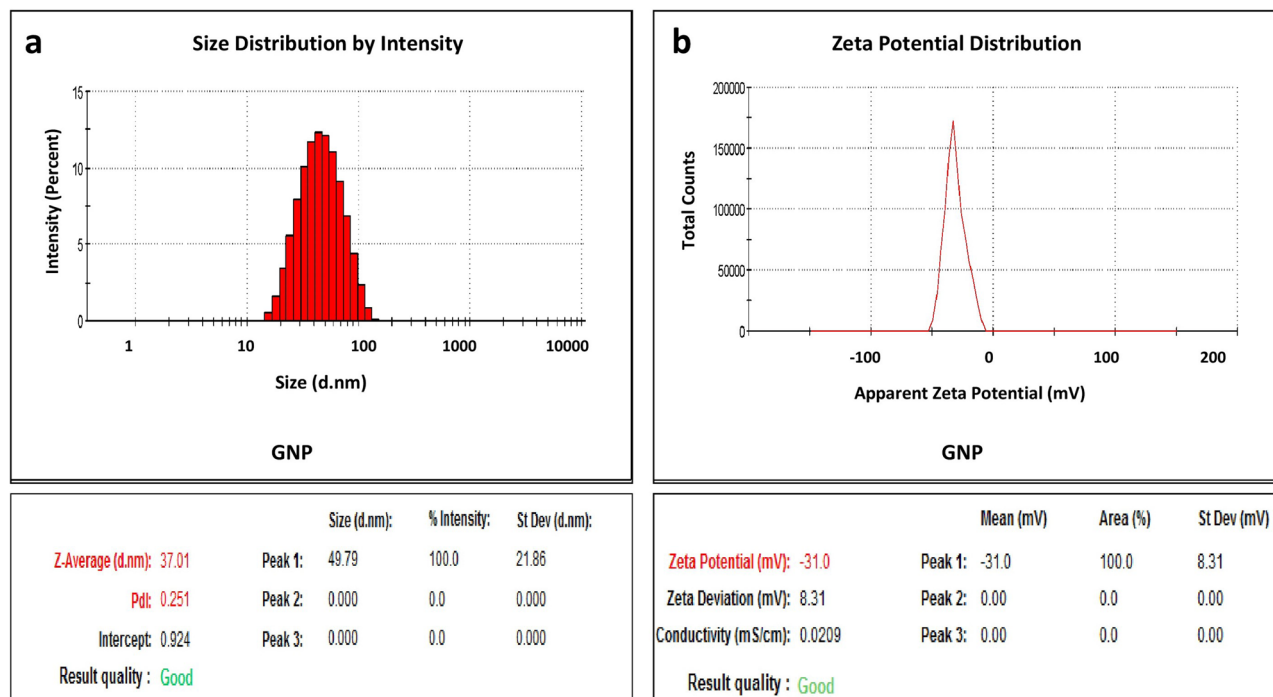 a
Size Distribution by Intensity
15
10
5
0
Intensity (Percent)
1 10 100 1000 10000
Size (d.nm)
GNP
Size (d.nm): % Intensity: St Dev (d.nm):
Z-Average (d.nm): 37.01 Peak 1: 49.79 100.0 21.86
PdI: 0.251 Peak 2: 0.000 0.0 0.000
Intercept: 0.924 Peak 3: 0.000 0.0 0.000
Result quality : Good
b
Zeta Potential Distribution
200000
150000
100000
50000
0
Total Counts
-100 0 100 200
Apparent Zeta Potential (mV)
GNP
Mean (mV) Area (%) St Dev (mV)
Zeta Potential (mV): -31.0 Peak 1: -31.0 100.0 8.31
Zeta Deviation (mV): 8.31 Peak 2: 0.00 0.0 0.00
Conductivity (mS/cm): 0.0209 Peak 3: 0.00 0.0 0.00
Result quality : Good